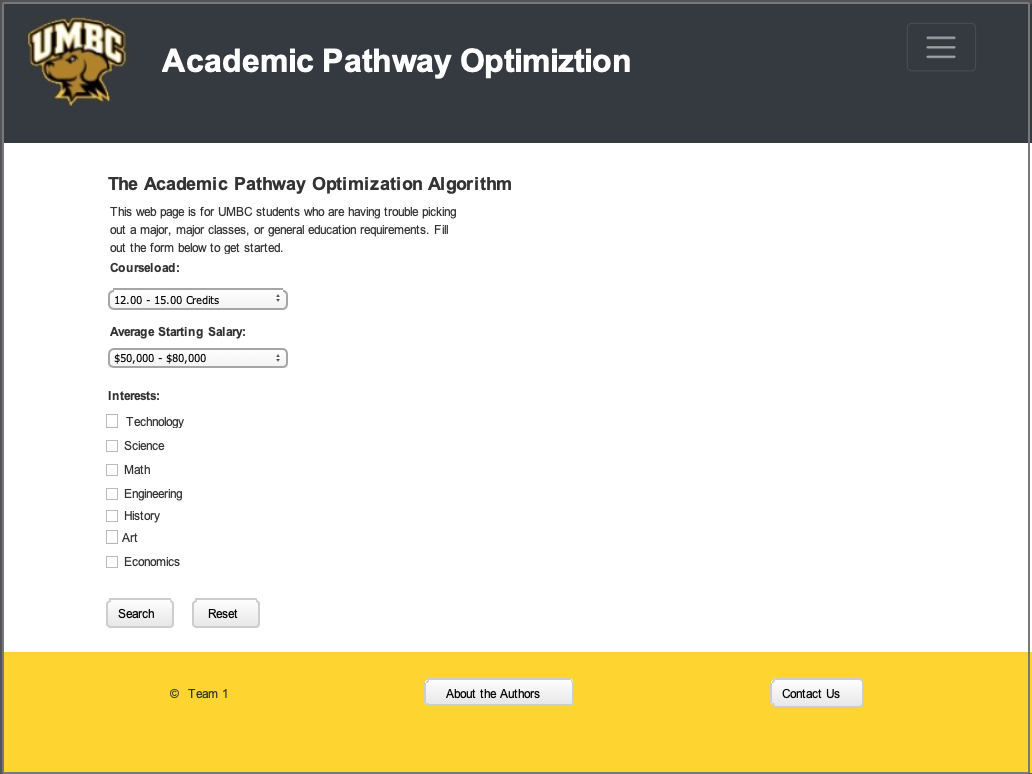 UMBC
Academic Pathway Optimiztion
The Academic Pathway Optimization Algorithm
This web page is for UMBC students who are having trouble picking
out a major, major classes, or general education requirements. Fill
out the form below to get started.
Courseload:
12.00 - 15.00 Credits
Average Starting Salary:
$50,000 - $80,000
Interests:
Technology
Science
Math
Engineering
History
Art
Economics
Search Reset
© Team 1 About the Authors Contact Us